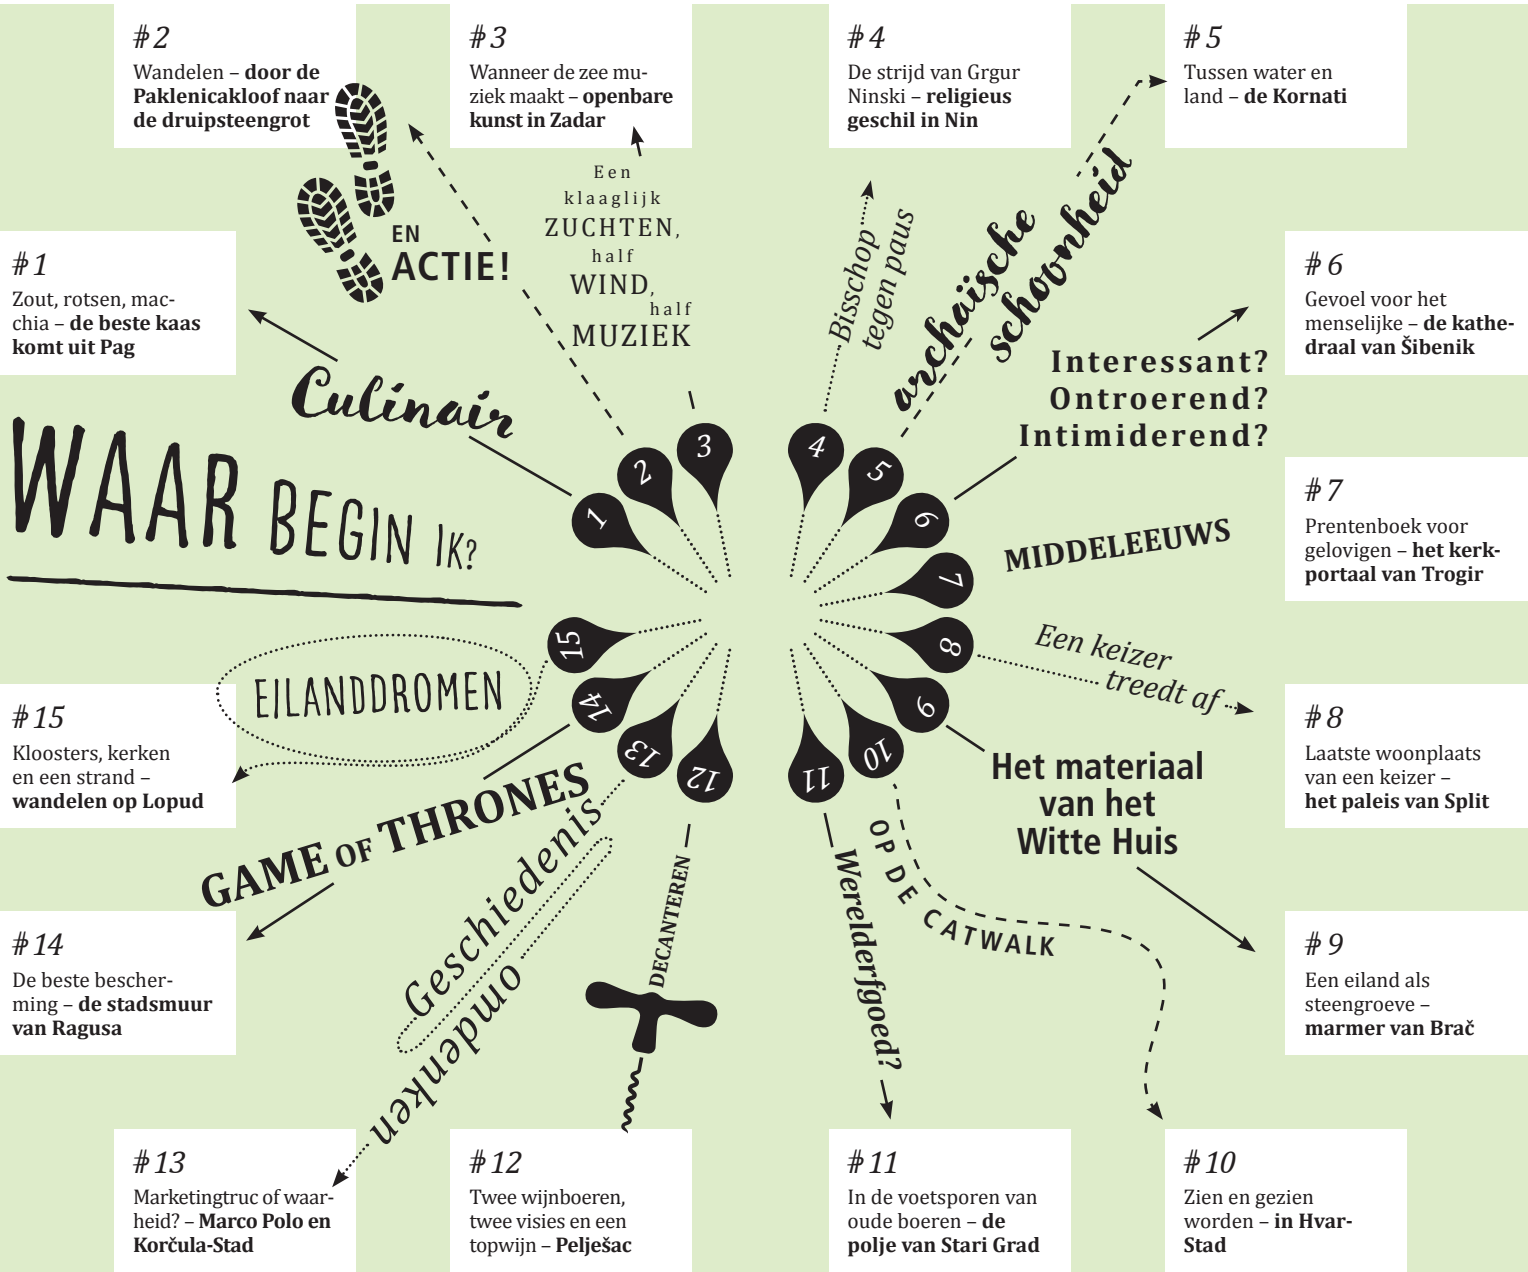 #2
Wandelen – door de
Paklenicakloof naar
de druipsteengrot
#3
Wanneer de zee mu-
ziek maakt – openbare
kunst in Zadar
#4
De strijd van Grgur
Ninski – religieus
geschil in Nin
#5
Tussen water en
land – de Kornati
#1
Zout, rotsen, mac-
chia – de beste kaas
komt uit Pag
EN
ACTIE!
Een
klaaglijk
ZUCHTEN,
half
WIND,
half
MUZIEK
Bisschop
tegen paus
archaïsche
schoonheid
#6
Gevoel voor het
menselijke – de kathe-
draal van Šibenik
Culinair
Interessant?
Ontroerend?
Intimiderend?
WAAR BEGIN IK?
1
2
3
4
5
6
7
8
9
10
11
12
13
14
15
MIDDELEEUWS
#7
Prentenboek voor
gelovigen – het kerk-
portaal van Trogir
Een keizer
treedt af
#8
Laatste woonplaats
van een keizer –
het paleis van Split
EILANDDROMEN
#15
Kloosters, kerken
en een strand –
wandelen op Lopud
Het materiaal
van het
Witte Huis
GAME OF THRONES
Geschiedenis
omdenken
DECANTEREN
Werelderfgoed?
OP DE CATWALK
#14
De beste bescher-
ming – de stadsmuur
van Ragusa
#9
Een eiland als
steengroeve –
marmer van Brač
#13
Marketingtruc of waar-
heid? – Marco Polo en
Korčula-Stad
#12
Twee wijnboeren,
twee visies en een
topwijn – Pelješac
#11
In de voetsporen van
oude boeren – de
polje van Stari Grad
#10
Zien en gezien
worden – in Hvar-
Stad